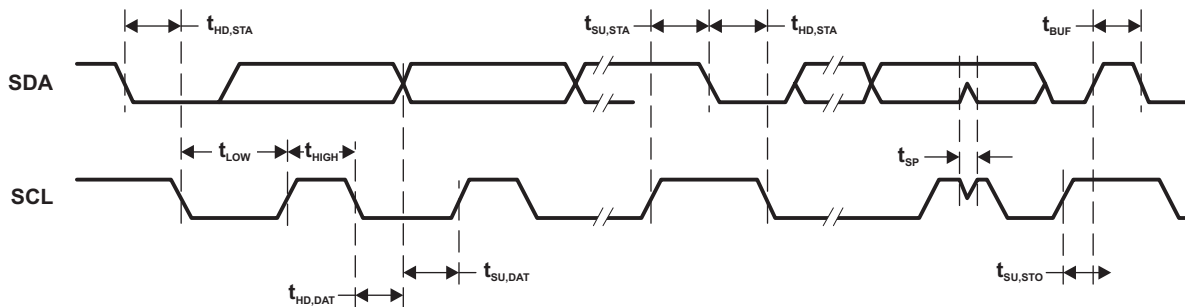 tHD,STA
tSU,STA
tHD,STA
tBUF
SDA
tLOW
tHIGH
tSP
SCL
tSU,DAT
tSU,STO
tHD,DAT